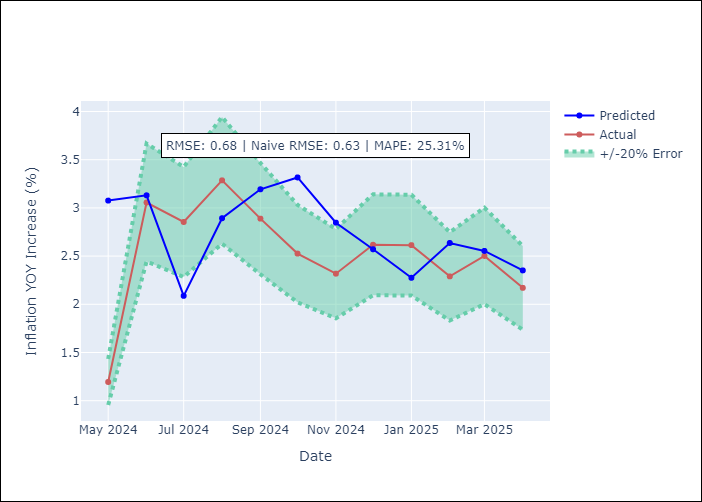 RMSE: 0.68 | Naive RMSE: 0.63 | MAPE: 25.31%
Predicted
Actual
+/-20% Error
Inflation YOY Increase (%)
4
3.5
3
2.5
2
1.5
1
May 2024
Jul 2024
Sep 2024
Nov 2024
Jan 2025
Mar 2025
Date